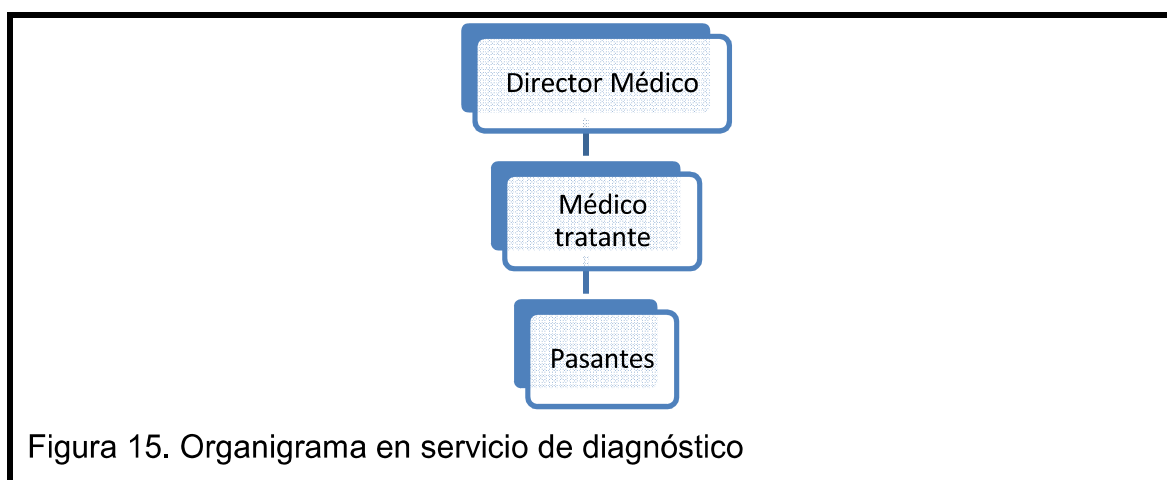 Director Médico
Médico
tratante
Pasantes
Figura 15. Organigrama en servicio de diagnóstico